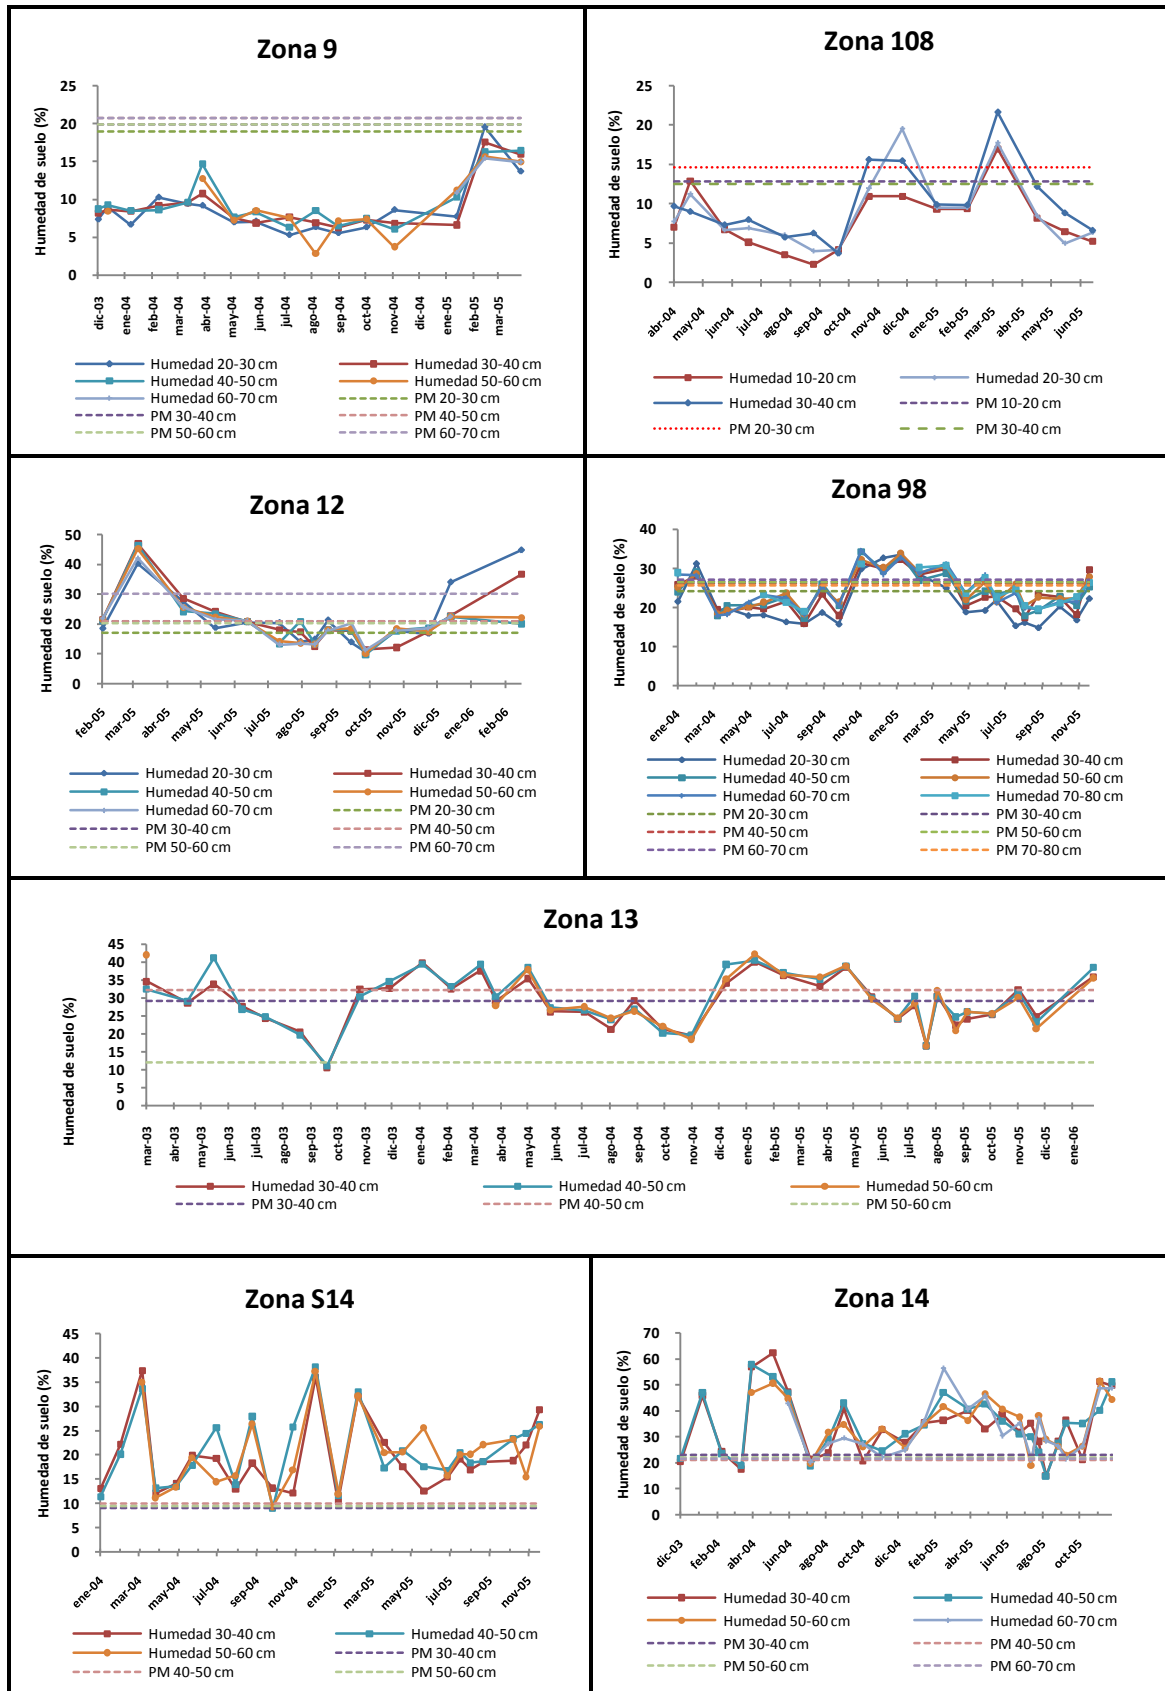 Zona 9
Humedad de suelo (%)
25
20
15
10
5
0
dic-03 ene-04 feb-04 mar-04 abr-04 may-04 jun-04 jul-04 ago-04 sep-04 oct-04 nov-04 dic-04 ene-05 feb-05 mar-05
Humedad 20-30 cm Humedad 30-40 cm
Humedad 40-50 cm Humedad 50-60 cm
Humedad 60-70 cm PM 20-30 cm
PM 30-40 cm PM 40-50 cm
PM 50-60 cm PM 60-70 cm
Zona 108
Humedad de suelo (%)
25
20
15
10
5
0
abr-04 may-04 jun-04 jul-04 ago-04 sep-04 oct-04 nov-04 dic-04 ene-05 feb-05 mar-05 abr-05 may-05 jun-05
Humedad 10-20 cm Humedad 20-30 cm
Humedad 30-40 cm PM 10-20 cm
PM 20-30 cm PM 30-40 cm
Zona 12
Humedad de suelo (%)
50
40
30
20
10
0
feb-05 mar-05 abr-05 may-05 jun-05 jul-05 ago-05 sep-05 oct-05 nov-05 dic-05 ene-06 feb-06
Humedad 20-30 cm Humedad 30-40 cm
Humedad 40-50 cm Humedad 50-60 cm
Humedad 60-70 cm PM 20-30 cm
PM 30-40 cm PM 40-50 cm
PM 50-60 cm PM 60-70 cm
Zona 98
Humedad de suelo (%)
40
30
20
10
0
ene-04 mar-04 may-04 jul-04 sep-04 nov-04 ene-05 mar-05 may-05 jul-05 sep-05 nov-05
Humedad 20-30 cm Humedad 30-40 cm
Humedad 40-50 cm Humedad 50-60 cm
Humedad 60-70 cm Humedad 70-80 cm
PM 20-30 cm PM 30-40 cm
PM 40-50 cm PM 50-60 cm
PM 60-70 cm PM 70-80 cm
Zona 13
Humedad de suelo (%)
45
40
35
30
25
20
15
10
5
0
mar-03 abr-03 may-03 jun-03 jul-03 ago-03 sep-03 oct-03 nov-03 dic-03 ene-04 feb-04 mar-04 abr-04 may-04 jun-04 jul-04 ago-04 sep-04 oct-04 nov-04 dic-04 ene-05 feb-05 mar-05 abr-05 may-05 jun-05 jul-05 ago-05 sep-05 oct-05 nov-05 dic-05 ene-06
Humedad 30-40 cm Humedad 40-50 cm Humedad 50-60 cm
PM 30-40 cm PM 40-50 cm PM 50-60 cm
Zona S14
Humedad de suelo (%)
45
40
35
30
25
20
15
10
5
0
ene-04 mar-04 may-04 jul-04 sep-04 nov-04 ene-05 mar-05 may-05 jul-05 sep-05 nov-05
Humedad 30-40 cm Humedad 40-50 cm
Humedad 50-60 cm PM 30-40 cm
PM 40-50 cm PM 50-60 cm
Zona 14
Humedad de suelo (%)
70
60
50
40
30
20
10
0
dic-03 feb-04 abr-04 jun-04 ago-04 oct-04 dic-04 feb-05 abr-05 jun-05 ago-05 oct-05
Humedad 30-40 cm Humedad 40-50 cm
Humedad 50-60 cm Humedad 60-70 cm
PM 30-40 cm PM 40-50 cm
PM 50-60 cm PM 60-70 cm